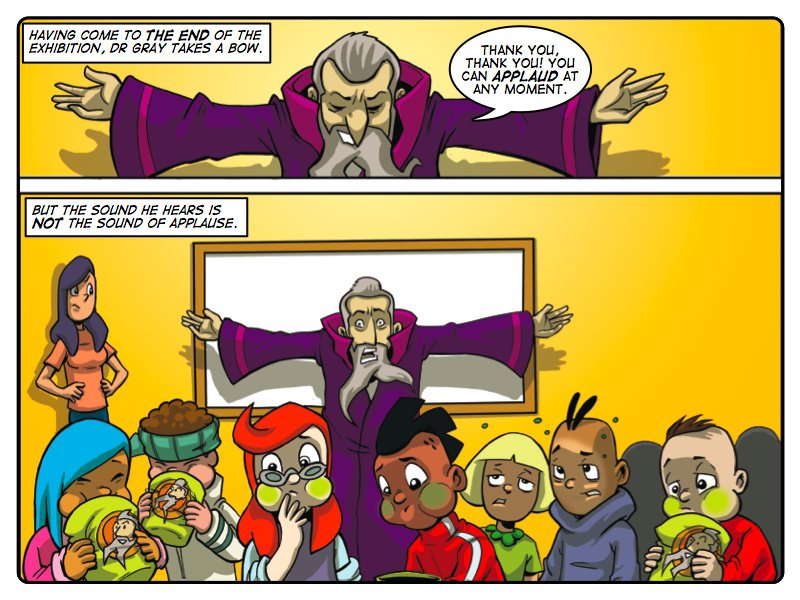 HAVING COME TO THE END OF THE
EXHIBITION, DR GRAY TAKES A BOW.
THANK YOU,
THANK YOU! YOU
CAN APPLAUD AT
ANY MOMENT.
BUT THE SOUND HE HEARS IS
NOT THE SOUND OF APPLAUSE.